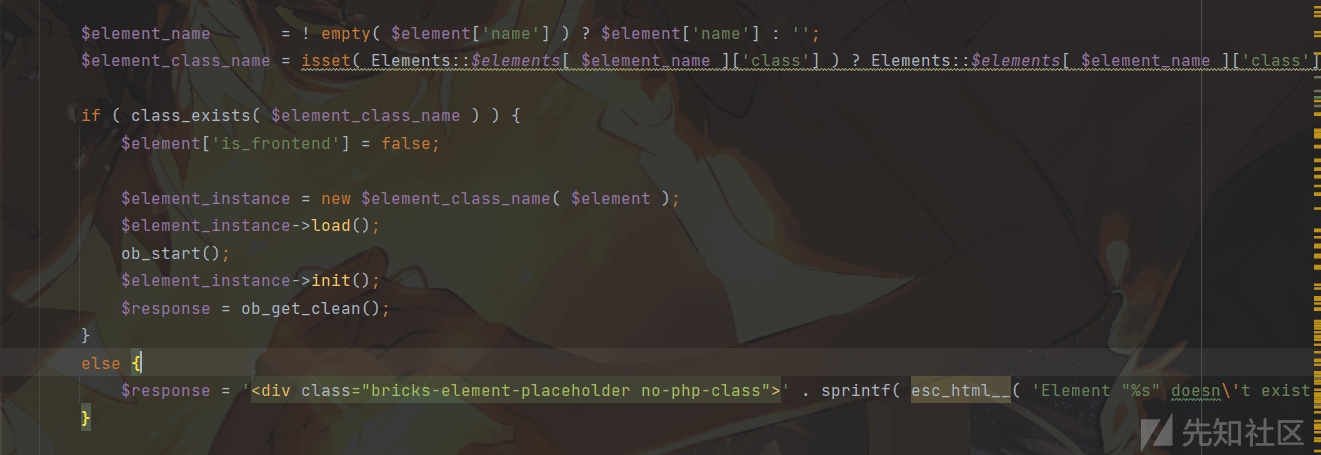 $element_name = ! empty( $element['name'] ) ? $element['name'] : '';
$element_class_name = isset( Elements::$elements[ $element_name ]['class'] ) ? Elements::$elements[ $element_name ]['class']
if ( class_exists( $element_class_name ) ) {
$element['is_frontend'] = false;
$element_instance = new $element_class_name( $element );
$element_instance->load();
ob_start();
$element_instance->init();
$response = ob_get_clean();
}
else {
$response = '<div class="bricks-element-placeholder no-php-class">' . sprintf( esc_html__( 'Element "%s" doesn\'t exist
}
先知社区